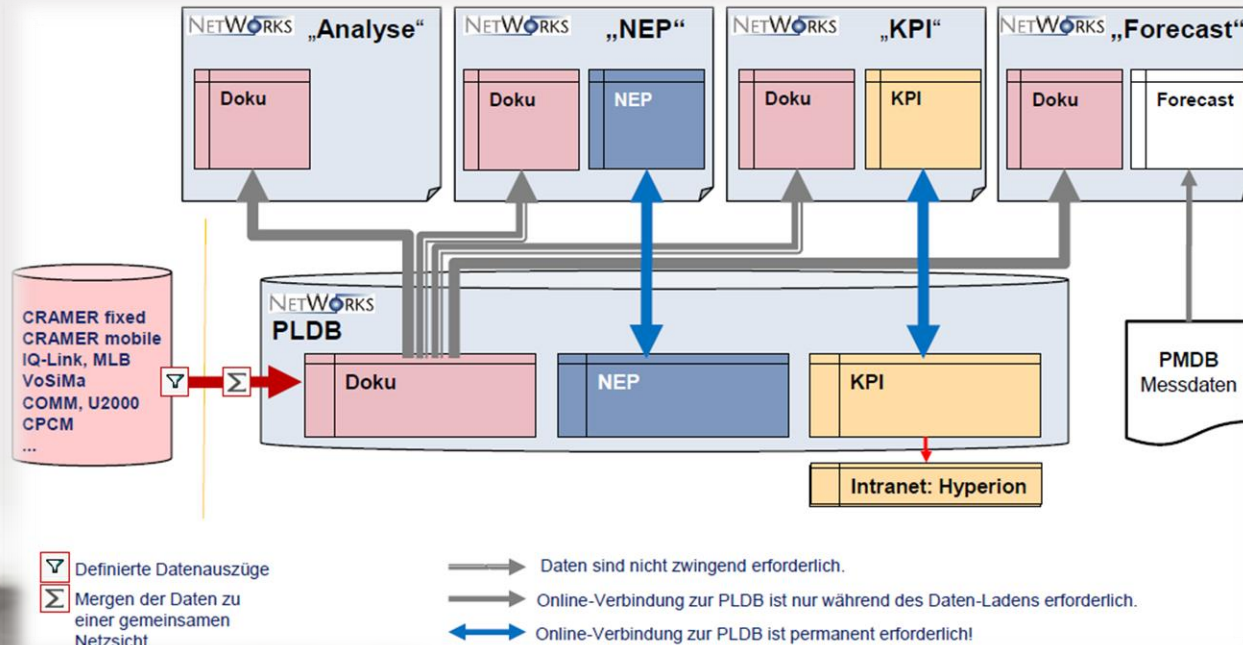 NETWORKS „Analyse“
Doku
NETWORKS „NEP“
Doku
NEP
NETWORKS „KPI“
Doku
KPI
NETWORKS „Forecast“
Doku
Forecast
CRAMER fixed
CRAMER mobile
IQ-Link, MLB
VoSiMa
COMM, U2000
CPCM
...
Σ
NETWORKS
PLDB
Doku
NEP
KPI
PMDB
Messdaten
Intranet: Hyperion
Definierte Datenauszüge
Σ Mergen der Daten zu
einer gemeinsamen
Netzsicht
Daten sind nicht zwingend erforderlich.
Online-Verbindung zur PLDB ist nur während des Daten-Ladens erforderlich.
Online-Verbindung zur PLDB ist permanent erforderlich!